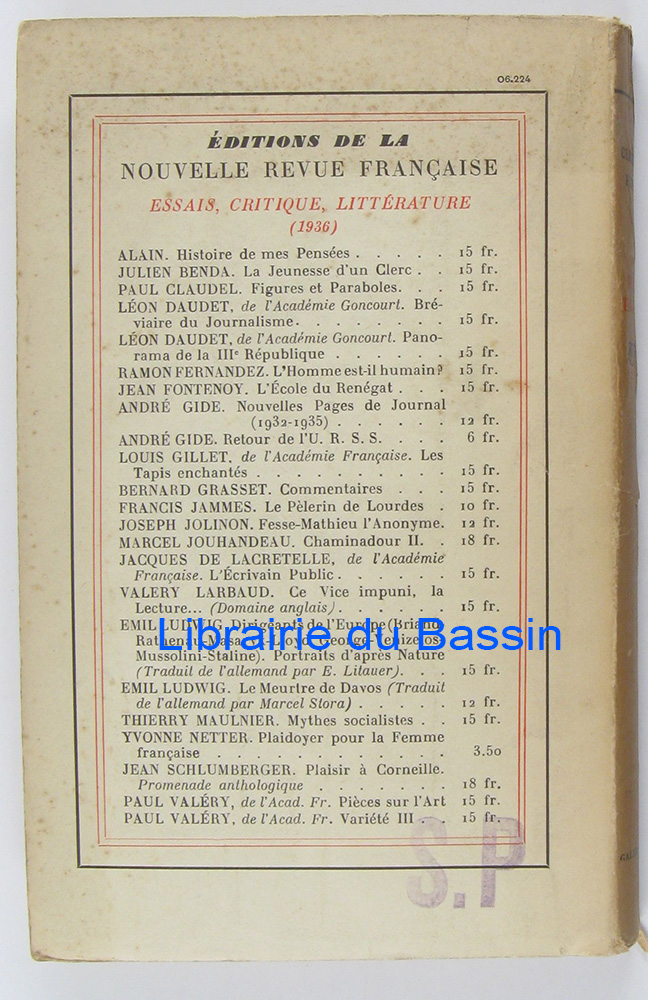 06.224
ÉDITIONS DE LA
NOUVELLE REVUE FRANÇAISE
ESSAIS, CRITIQUE, LITTÉRATURE
(1936)
ALAIN. Histoire de mes Pensées . . . . . 15 fr.
JULIEN BENDA. La Jeunesse d'un Clerc . . 15 fr.
PAUL CLAUDEL. Figures et Paraboles. . . 15 fr.
LÉON DAUDET, de l'Académie Goncourt. Bré-
viaire du Journalisme. . . . . . . . 15 fr.
LÉON DAUDET, de l'Académie Goncourt. Pano-
rama de la IIIe République . . . . . . 15 fr.
RAMON FERNANDEZ. L'Homme est-il humain? 15 fr.
JEAN FONTENOY. L'École du Renégat . . . 15 fr.
ANDRÉ GIDE. Nouvelles Pages de Journal
(1932-1935) . . . . . . 12 fr.
ANDRÉ GIDE. Retour de l'U. R. S. S. . . . 6 fr.
LOUIS GILLET, de l'Académie Française. Les
Tapis enchantés . . . . . . . . . . 15 fr.
BERNARD GRASSET. Commentaires . . . 15 fr.
FRANCIS JAMMES. Le Pèlerin de Lourdes . 10 fr.
JOSEPH JOLINON. Fesse-Mathieu l'Anonyme. 12 fr.
MARCEL JOUHANDEAU. Chaminadour II. . 18 fr.
JACQUES DE LACRETELLE, de l'Académie
Française. L'Écrivain Public . . . . . . 15 fr.
VALERY LARBAUD. Ce Vice impuni, la
Lecture... (Domaine anglais) . . . . . . 15 fr.
EMIL LUDWIG. Dirigeants de l'Europe (Briand-
Rathenau-Masaryk-Lloyd George-Venizelos-
Mussolini-Staline). Portraits d'après Nature
(Traduit de l'allemand par E. Litauer). . . 15 fr.
EMIL LUDWIG. Le Meurtre de Davos (Traduit
de l'allemand par Marcel Stora) . . . . . 12 fr.
THIERRY MAULNIER. Mythes socialistes . . 15 fr.
YVONNE NETTER. Plaidoyer pour la Femme
française . . . . . . . . . . . . 3.50
JEAN SCHLUMBERGER. Plaisir à Corneille.
Promenade anthologique . . . . . . . 18 fr.
PAUL VALÉRY, de l'Acad. Fr. Pièces sur l'Art 15 fr.
PAUL VALÉRY, de l'Acad. Fr. Variété III . . 15 fr.
Librairie du Bassin
S.P